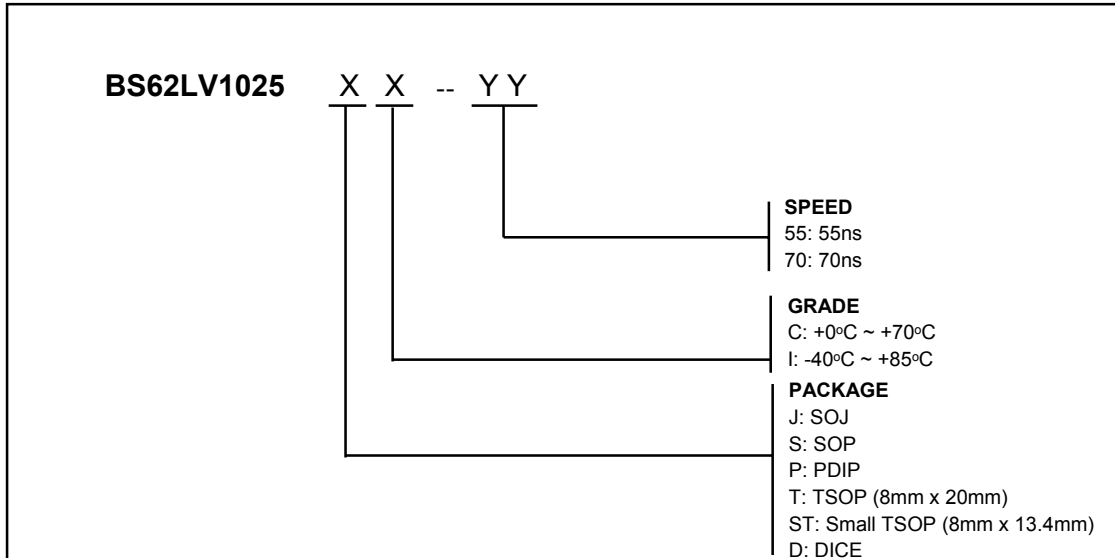 BS62LV1025 X X -- Y Y
SPEED
55: 55ns
70: 70ns
GRADE
C: +0oC ~ +70oC
I: -40oC ~ +85oC
PACKAGE
J: SOJ
S: SOP
P: PDIP
T: TSOP (8mm x 20mm)
ST: Small TSOP (8mm x 13.4mm)
D: DICE